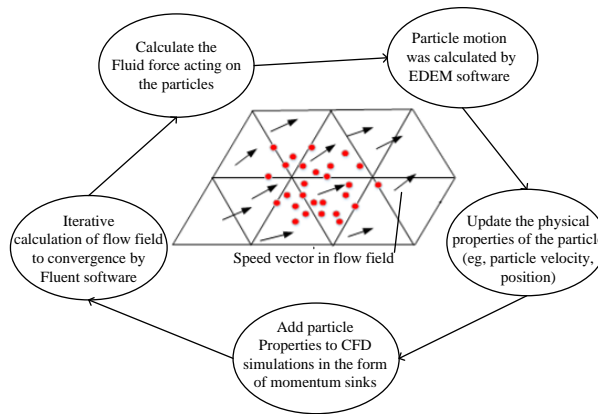 Calculate the
Fluid force acting on
the particles
Particle motion
was calculated by
EDEM software
Update the physical
properties of the particle
(eg, particle velocity,
position)
Add particle
Properties to CFD
simulations in the form
of momentum sinks
Iterative
calculation of flow field
to convergence by
Fluent software
Speed vector in flow field